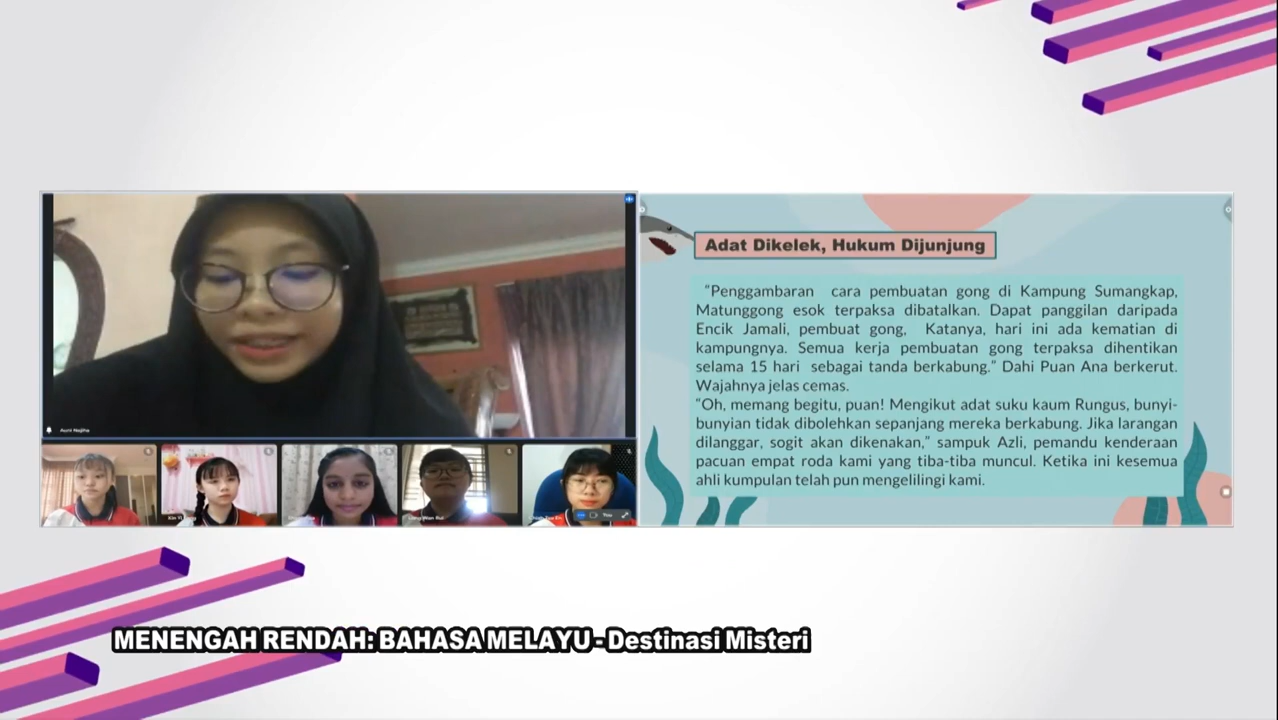 Adat Dikelek, Hukum Dijunjung
“Penggambaran cara pembuatan gong di Kampung Sumangkap,
Matunggong esok terpaksa dibatalkan. Dapat panggilan daripada
Encik Jamali, pembuat gong, Katanya, hari ini ada kematian di
kampungnya. Semua kerja pembuatan gong terpaksa dihentikan
selama 15 hari sebagai tanda berkabung.” Dahi Puan Ana berkerut.
Wajahnya jelas cemas.
“Oh, memang begitu, puan! Mengikut adat suku kaum Rungus, bunyi-
bunyian tidak dibolehkan sepanjang mereka berkabung. Jika larangan
dilanggar, sogit akan dikenakan,” sampuk Azli, pemandu kenderaan
pacuan empat roda kami yang tiba-tiba muncul. Ketika ini kesemua
ahli kumpulan telah pun mengelilingi kami.
Auni Najiha
You
MENENGAH RENDAH: BAHASA MELAYU - Destinasi Misteri